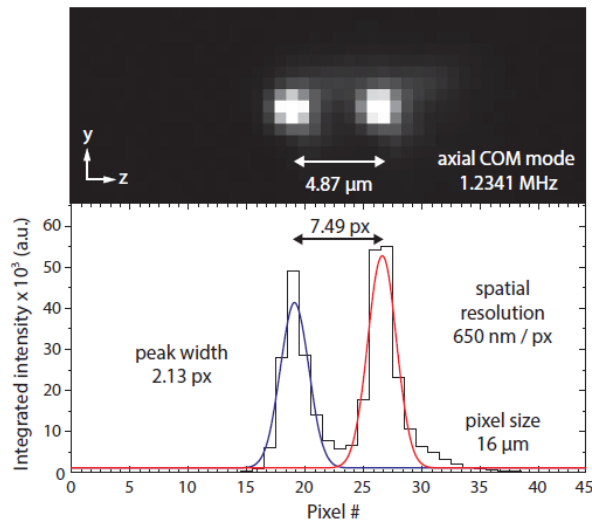 y
z
4.87 μm
axial COM mode
1.2341 MHz
Integrated intensity x 10³ (a.u.)
60
50
40
30
20
10
0
7.49 px
peak width
2.13 px
spatial
resolution
650 nm / px
pixel size
16 μm
0 5 10 15 20 25 30 35 40 45
Pixel #